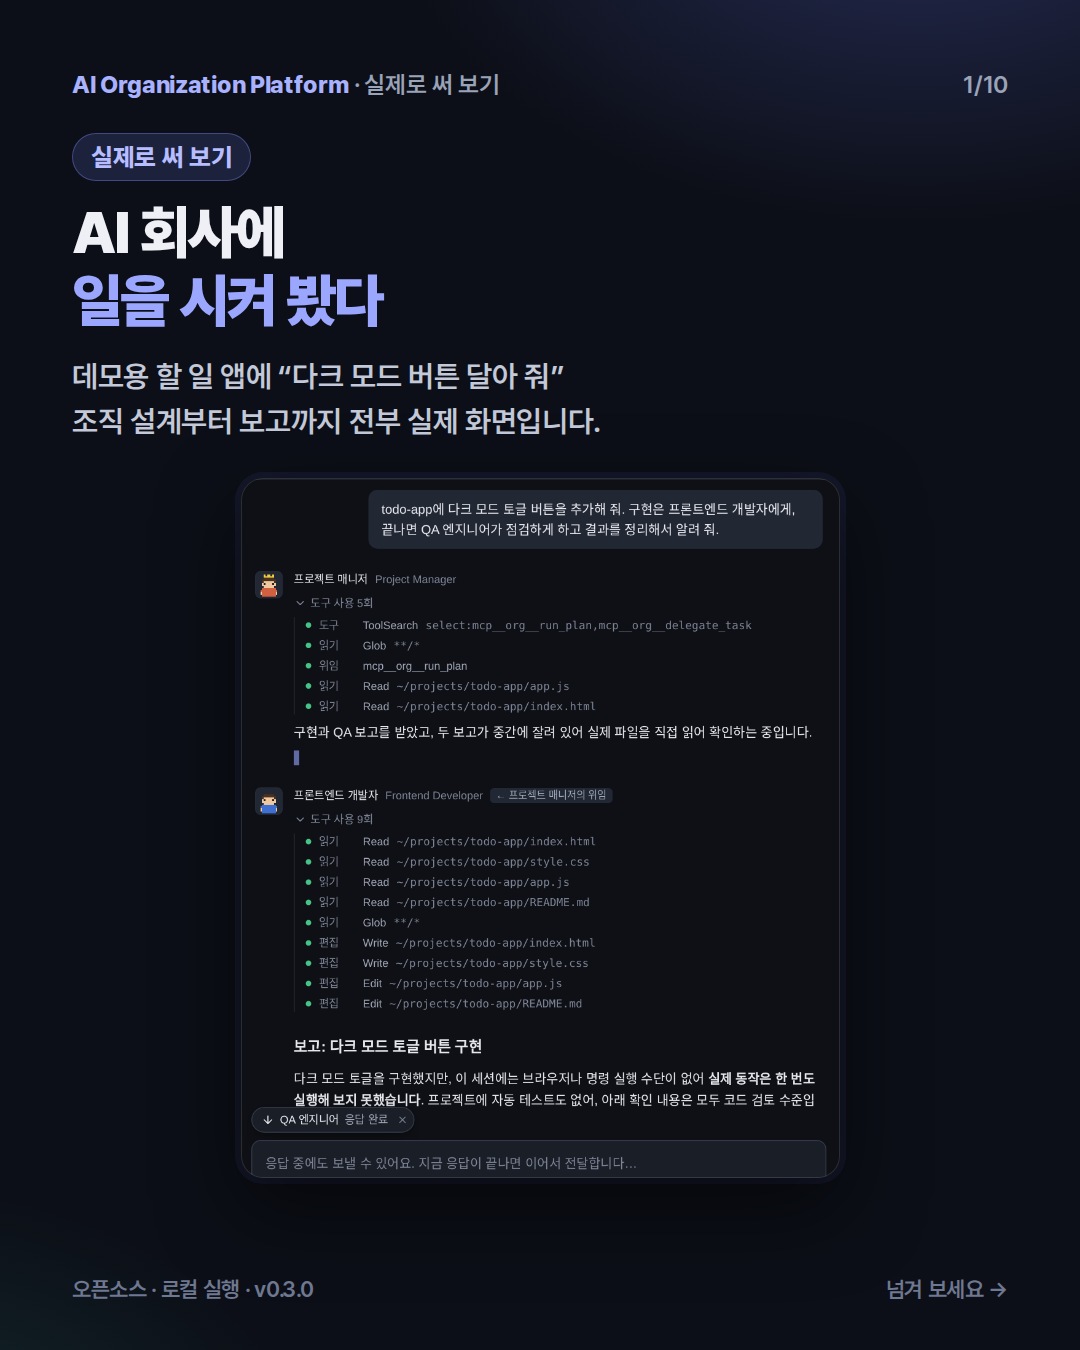 AI Organization Platform · 실제로 써 보기
1/10
실제로 써 보기
AI 회사에
일을 시켜 봤다
데모용 할 일 앱에 “다크 모드 버튼 달아 줘”
조직 설계부터 보고까지 전부 실제 화면입니다.
todo-app에 다크 모드 토글 버튼을 추가해 줘. 구현은 프론트엔드 개발자에게,
끝나면 QA 엔지니어가 점검하게 하고 결과를 정리해서 알려 줘.
프로젝트 매니저 Project Manager
도구 사용 5회
도구 ToolSearch select:mcp__org__run_plan,mcp__org__delegate_task
읽기 Glob **/*
위임 mcp__org__run_plan
읽기 Read ~/projects/todo-app/app.js
읽기 Read ~/projects/todo-app/index.html
구현과 QA 보고를 받았고, 두 보고가 중간에 잘려 있어 실제 파일을 직접 읽어 확인하는 중입니다.
프론트엔드 개발자 Frontend Developer ← 프로젝트 매니저의 위임
도구 사용 9회
읽기 Read ~/projects/todo-app/index.html
읽기 Read ~/projects/todo-app/style.css
읽기 Read ~/projects/todo-app/app.js
읽기 Read ~/projects/todo-app/README.md
읽기 Glob **/*
편집 Write ~/projects/todo-app/index.html
편집 Write ~/projects/todo-app/style.css
편집 Edit ~/projects/todo-app/app.js
편집 Edit ~/projects/todo-app/README.md
보고: 다크 모드 토글 버튼 구현
다크 모드 토글을 구현했지만, 이 세션에는 브라우저나 명령 실행 수단이 없어 실제 동작은 한 번도
실행해 보지 못했습니다. 프로젝트에 자동 테스트도 없어, 아래 확인 내용은 모두 코드 검토 수준입
↓ QA 엔지니어 응답 완료 ×
응답 중에도 보낼 수 있어요. 지금 응답이 끝나면 이어서 전달합니다…
오픈소스 · 로컬 실행 · v0.3.0
넘겨 보세요 →